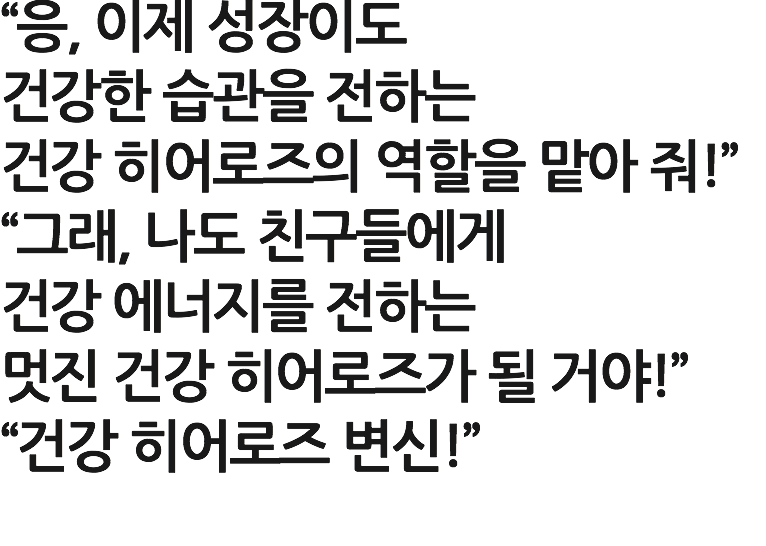 “응, 이제 성장이도
건강한 습관을 전하는
건강 히어로즈의 역할을 맡아 줘!”
“그래, 나도 친구들에게
건강 에너지를 전하는
멋진 건강 히어로즈가 될 거야!”
“건강 히어로즈 변신!”